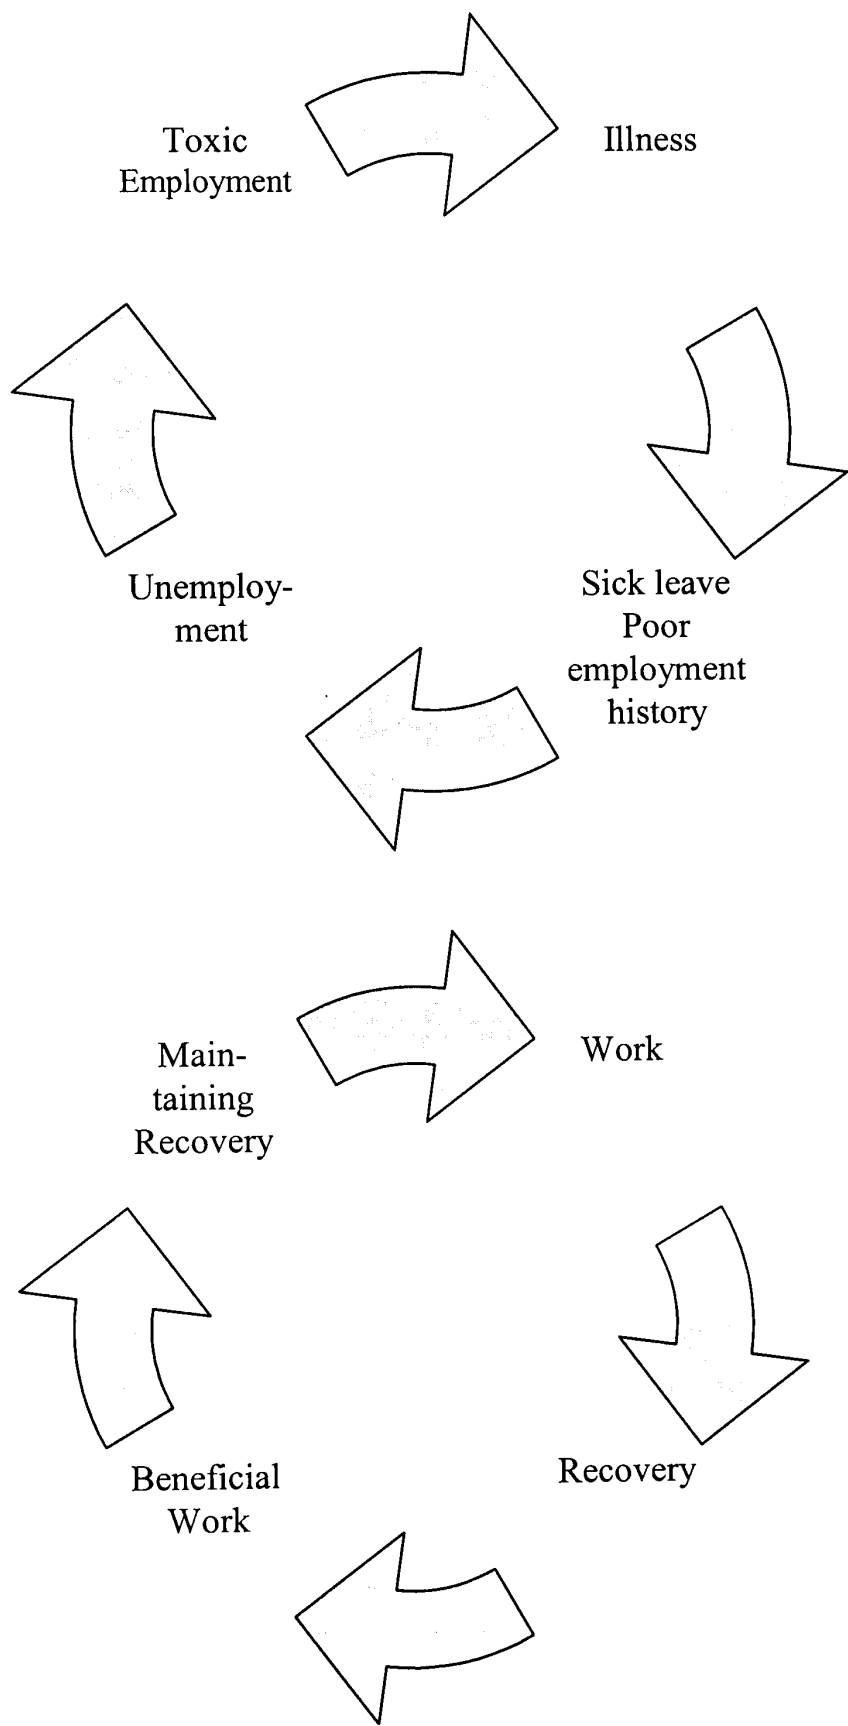 Toxic
Employment
Illness
Unemploy-
ment
Sick leave
Poor
employment
history
Main-
taining
Recovery
Work
Beneficial
Work
Recovery